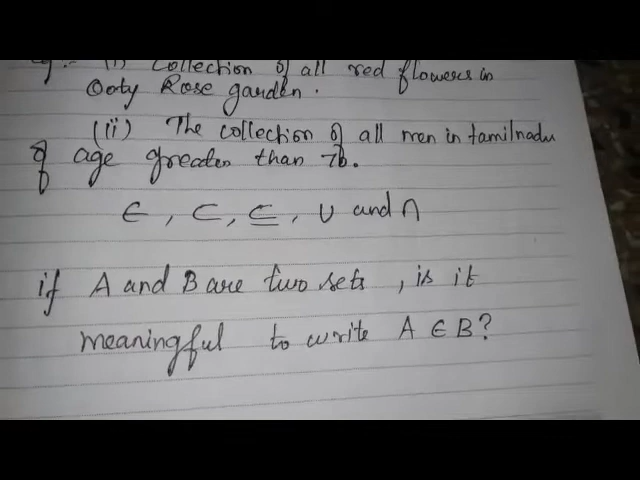 eg :- (i) collection of all red flowers in
Ooty Rose garden.
(ii) The collection of all men in tamilnadu
of age greater than 76.
∈ , ⊂, ⊆, ∪ and ∩
if A and B are two sets , is it
meaningful to write A ∈ B?